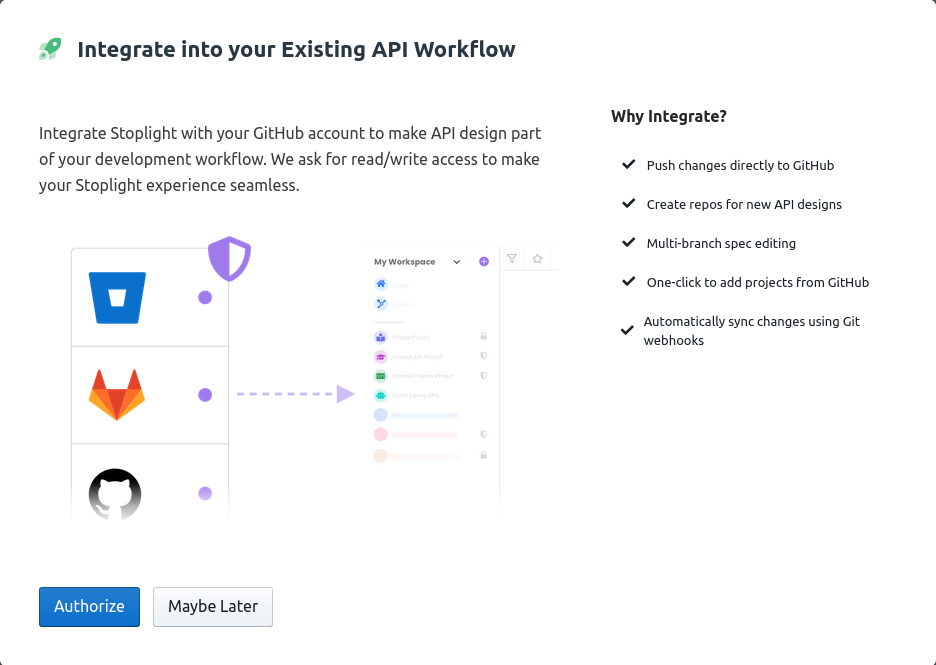 Integrate into your Existing API Workflow
Integrate Stoplight with your GitHub account to make API design part
of your development workflow. We ask for read/write access to make
your Stoplight experience seamless.
Why Integrate?
Push changes directly to GitHub
Create repos for new API designs
Multi-branch spec editing
One-click to add projects from GitHub
Automatically sync changes using Git
webhooks
My Workspace
Private Project
Internal API Project
Internal Finance Project
Public Facing APIs
Authorize
Maybe Later